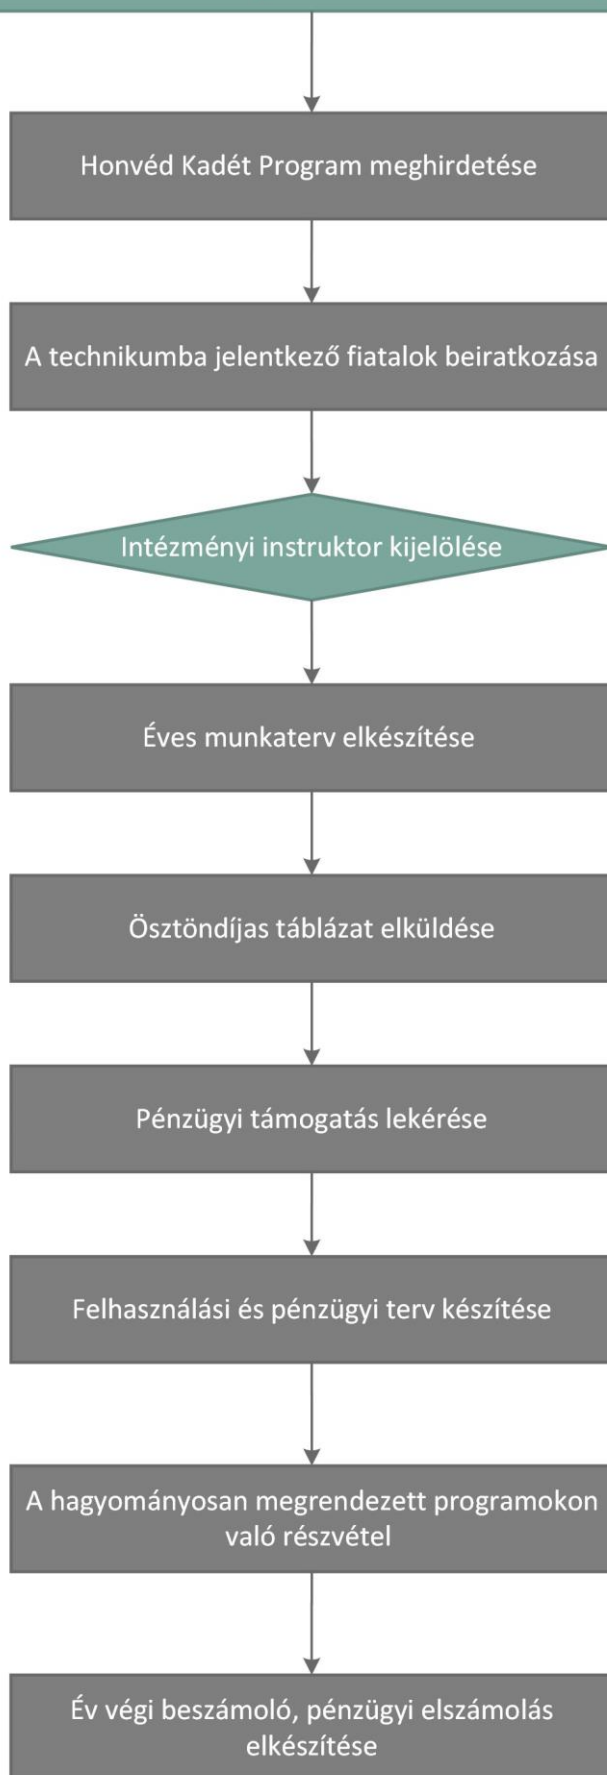 Honvéd Kadét Program meghirdetése
A technikumba jelentkező fiatalok beiratkozása
Intézményi instruktor kijelölése
Éves munkaterv elkészítése
Ösztöndíjas táblázat elküldése
Pénzügyi támogatás lekérése
Felhasználási és pénzügyi terv készítése
A hagyományosan megrendezett programokon
való részvétel
Év végi beszámoló, pénzügyi elszámolás
elkészítése